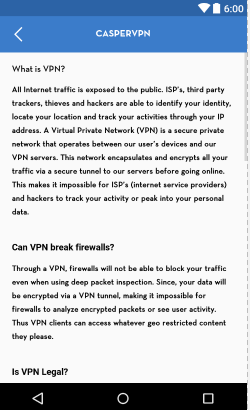 6:00
CASPERVPN
What is VPN?
All Internet traffic is exposed to the public. ISP's, third party
trackers, thieves and hackers are able to identify your identity,
locate your location and track your activities through your IP
address. A Virtual Private Network (VPN) is a secure private
network that operates between our user's devices and our
VPN servers. This network encapsulates and encrypts all your
traffic via a secure tunnel to our servers before going online.
This makes it impossible for ISP's (internet service providers)
and hackers to track your activity or peak into your personal
data.
Can VPN break firewalls?
Through a VPN, firewalls will not be able to block your traffic
even when using deep packet inspection. Since, your data will
be encrypted via a VPN tunnel, making it impossible for
firewalls to analyze encrypted packets or see user activity.
Thus VPN clients can access whatever geo restricted content
they please.
Is VPN Legal?